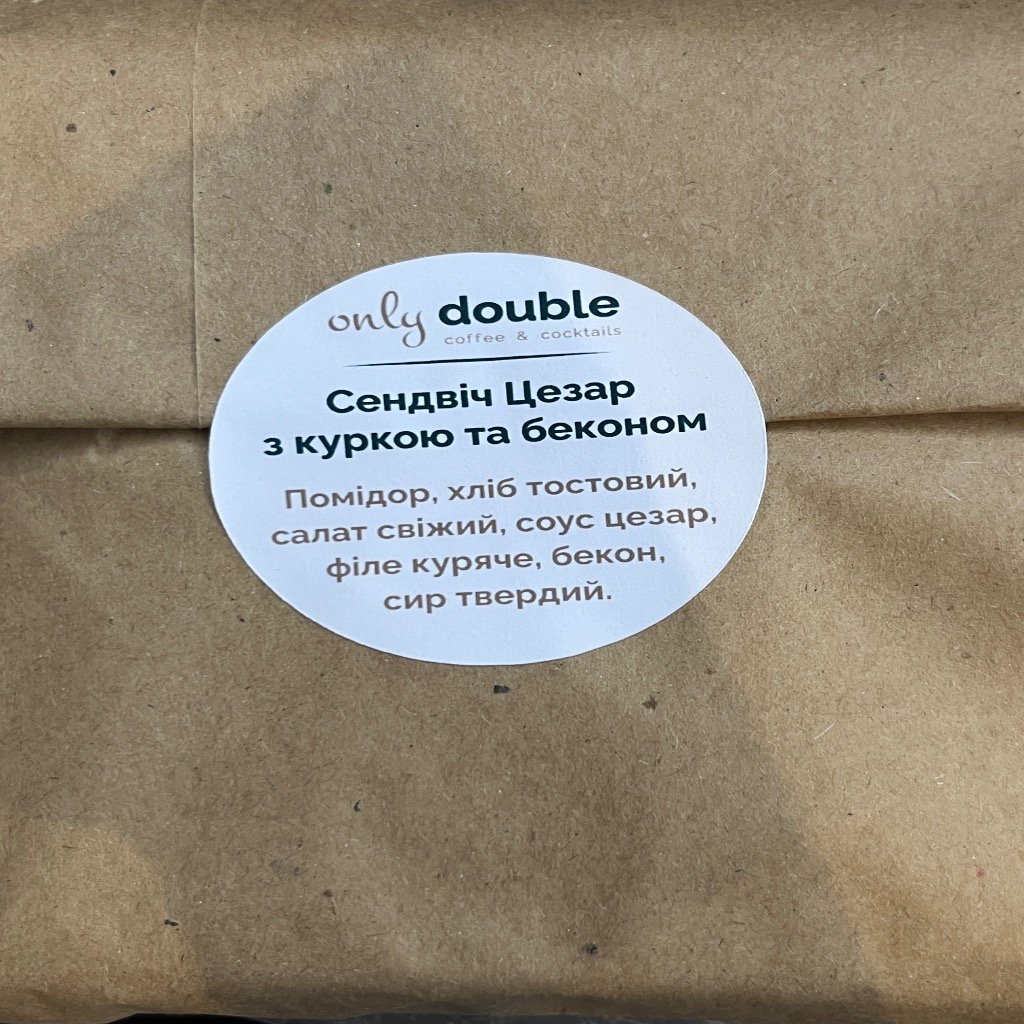 only double
coffee & cocktails
Сендвіч Цезар
з куркою та беконом
Помідор, хліб тостовий,
салат свіжий, соус цезар,
філе куряче, бекон,
сир твердий.